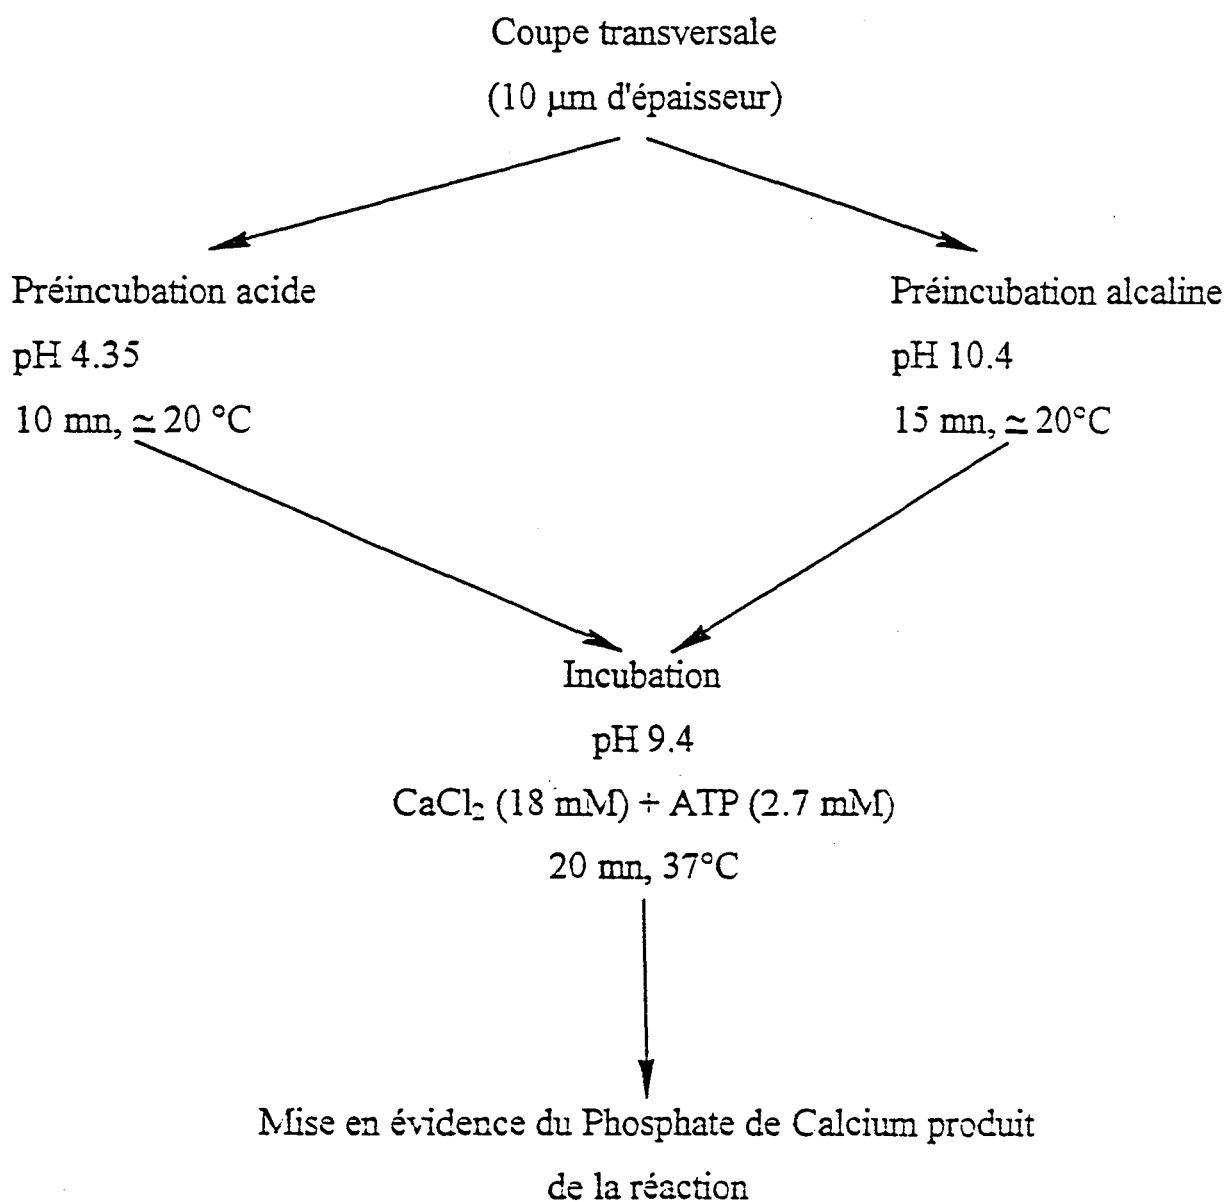 Coupe transversale
(10 µm d'épaisseur)
Préincubation acide
pH 4.35
10 mn, ≃ 20 °C
Préincubation alcaline
pH 10.4
15 mn, ≃ 20°C
Incubation
pH 9.4
CaCl₂ (18 mM) + ATP (2.7 mM)
20 mn, 37°C
Mise en évidence du Phosphate de Calcium produit
de la réaction